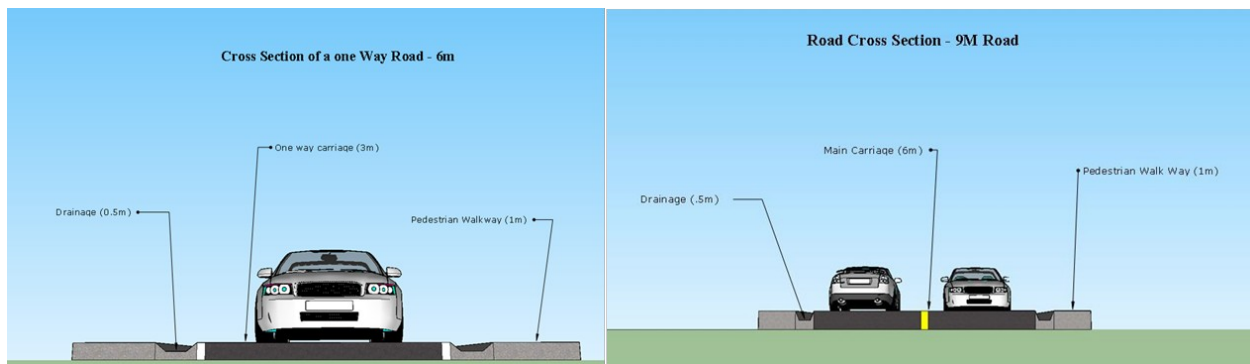 Cross Section of a one Way Road - 6m
One way carriage (3m)
Drainage (0.5m)
Pedestrian Walkway (1m)
Road Cross Section - 9M Road
Main Carriage (6m)
Pedestrian Walk Way (1m)
Drainage (.5m)